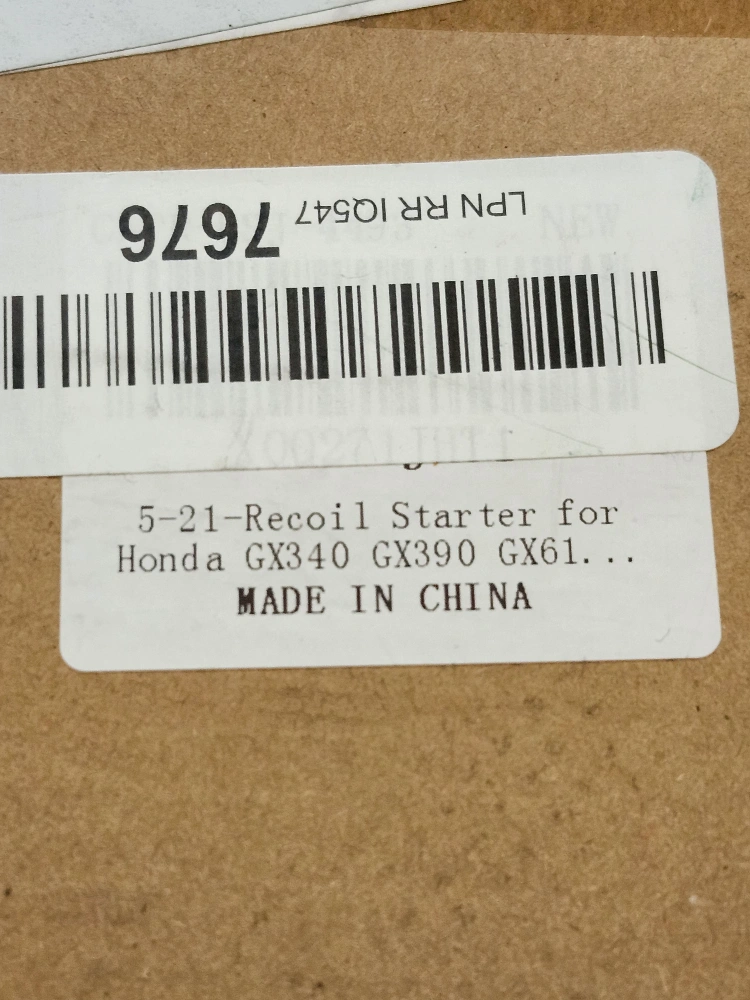 LPN RR IQ547 7676
5-21-Recoil Starter for
Honda GX340 GX390 GX61...
MADE IN CHINA